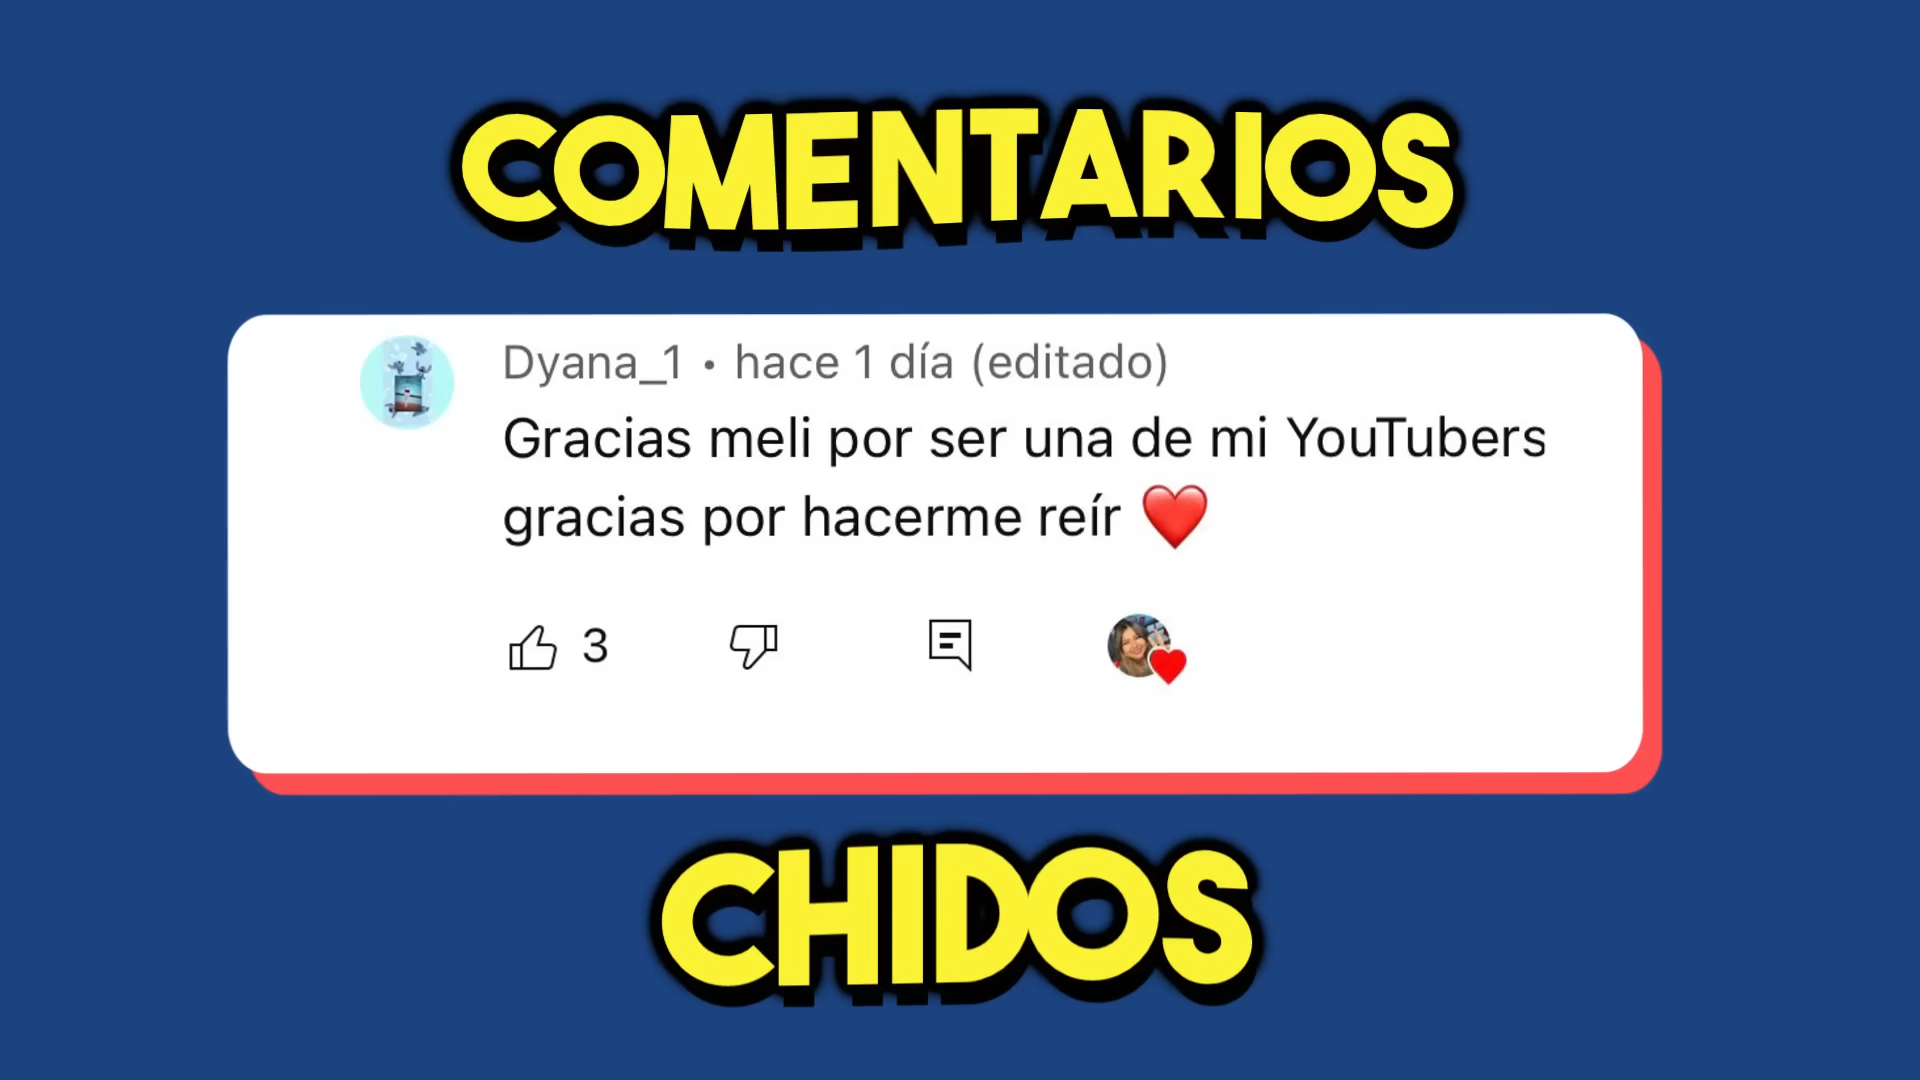 COMENTARIOS
Dyana_1 • hace 1 día (editado)
Gracias meli por ser una de mi YouTubers
gracias por hacerme reír ❤️
3
CHIDOS